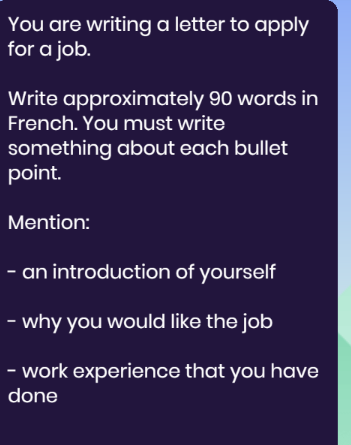 You are writing a letter to apply
for a job.
Write approximately 90 words in
French. You must write
something about each bullet
point.
Mention:
- an introduction of yourself
- why you would like the job
- work experience that you have
done